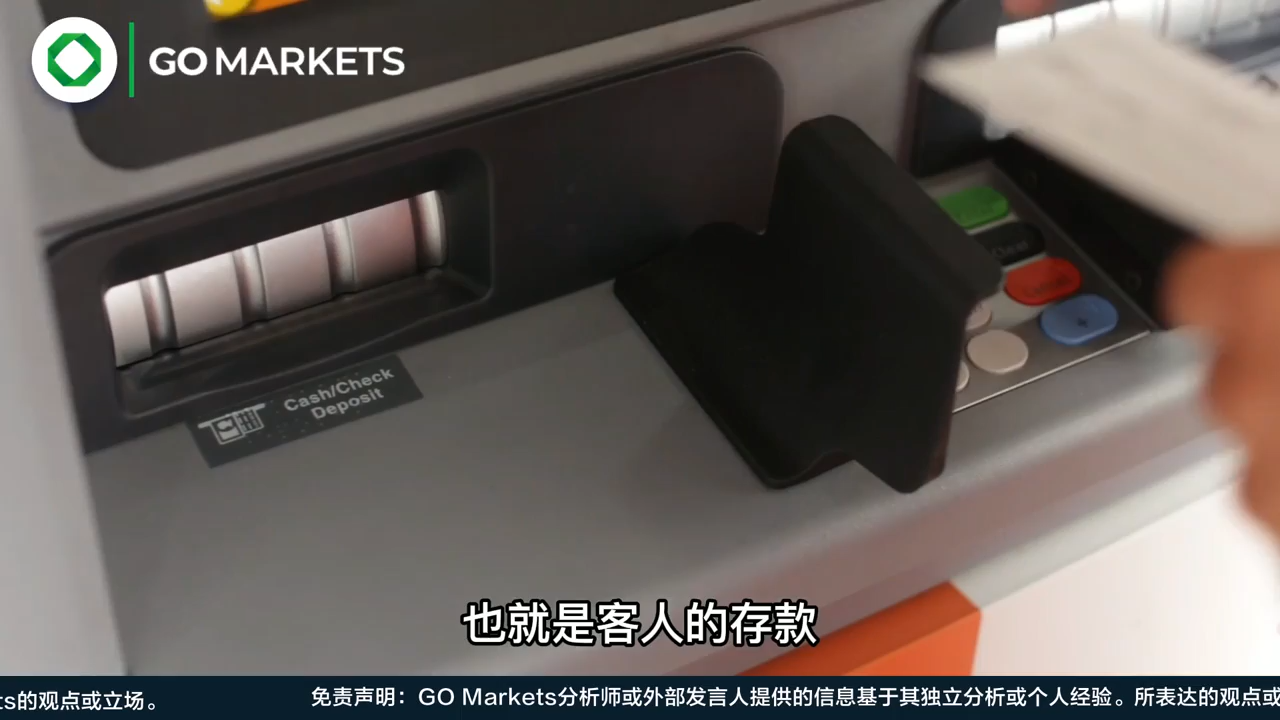 GO MARKETS
Cash/Check
Deposit
也就是客人的存款
ts的观点或立场。 免责声明：GO Markets分析师或外部发言人提供的信息基于其独立分析或个人经验。所表达的观点或